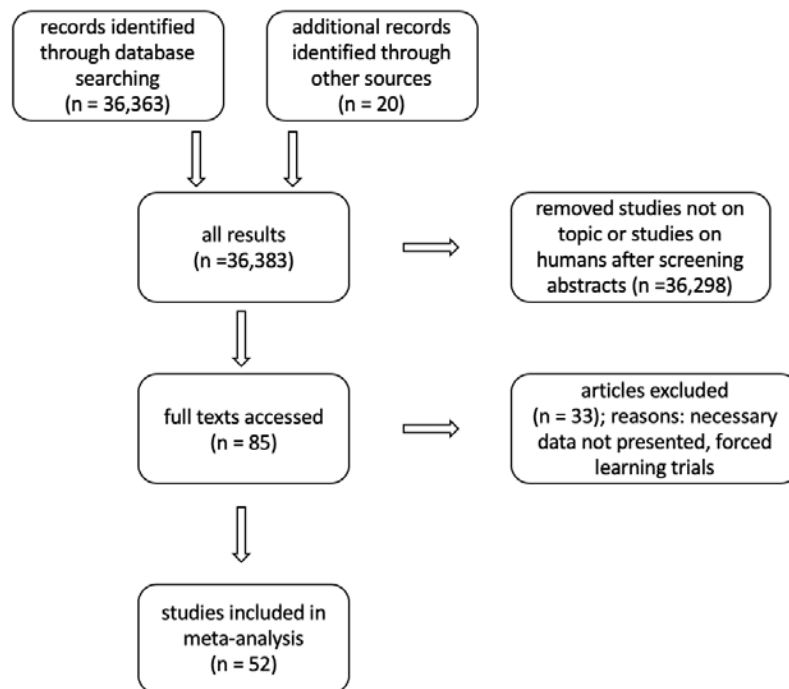 records identified
through database
searching
(n = 36,363)
additional records
identified through
other sources
(n = 20)
all results
(n =36,383)
removed studies not on
topic or studies on
humans after screening
abstracts (n =36,298)
full texts accessed
(n = 85)
articles excluded
(n = 33); reasons: necessary
data not presented, forced
learning trials
studies included in
meta-analysis
(n = 52)